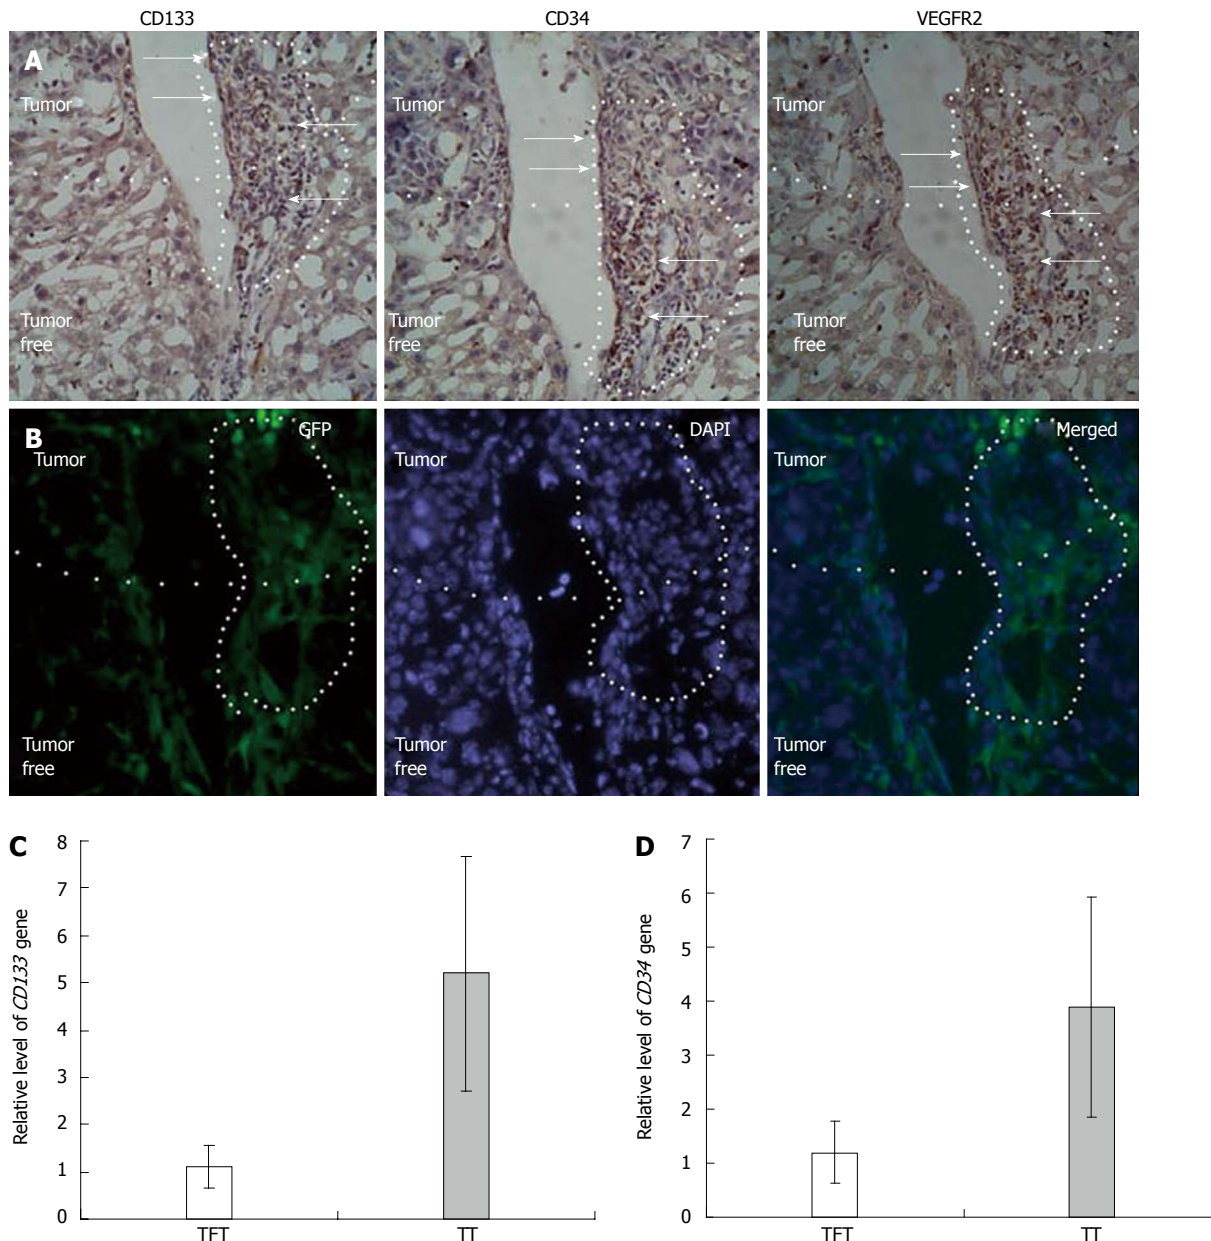 CD133 CD34 VEGFR2
A
Tumor Tumor Tumor
Tumor
free
Tumor
free
Tumor
free
B
GFP DAPI Merged
Tumor Tumor Tumor
Tumor
free
Tumor
free
Tumor
free
C
Relative level of CD133 gene
8
7
6
5
4
3
2
1
0
TFT TT
D
Relative level of CD34 gene
7
6
5
4
3
2
1
0
TFT TT